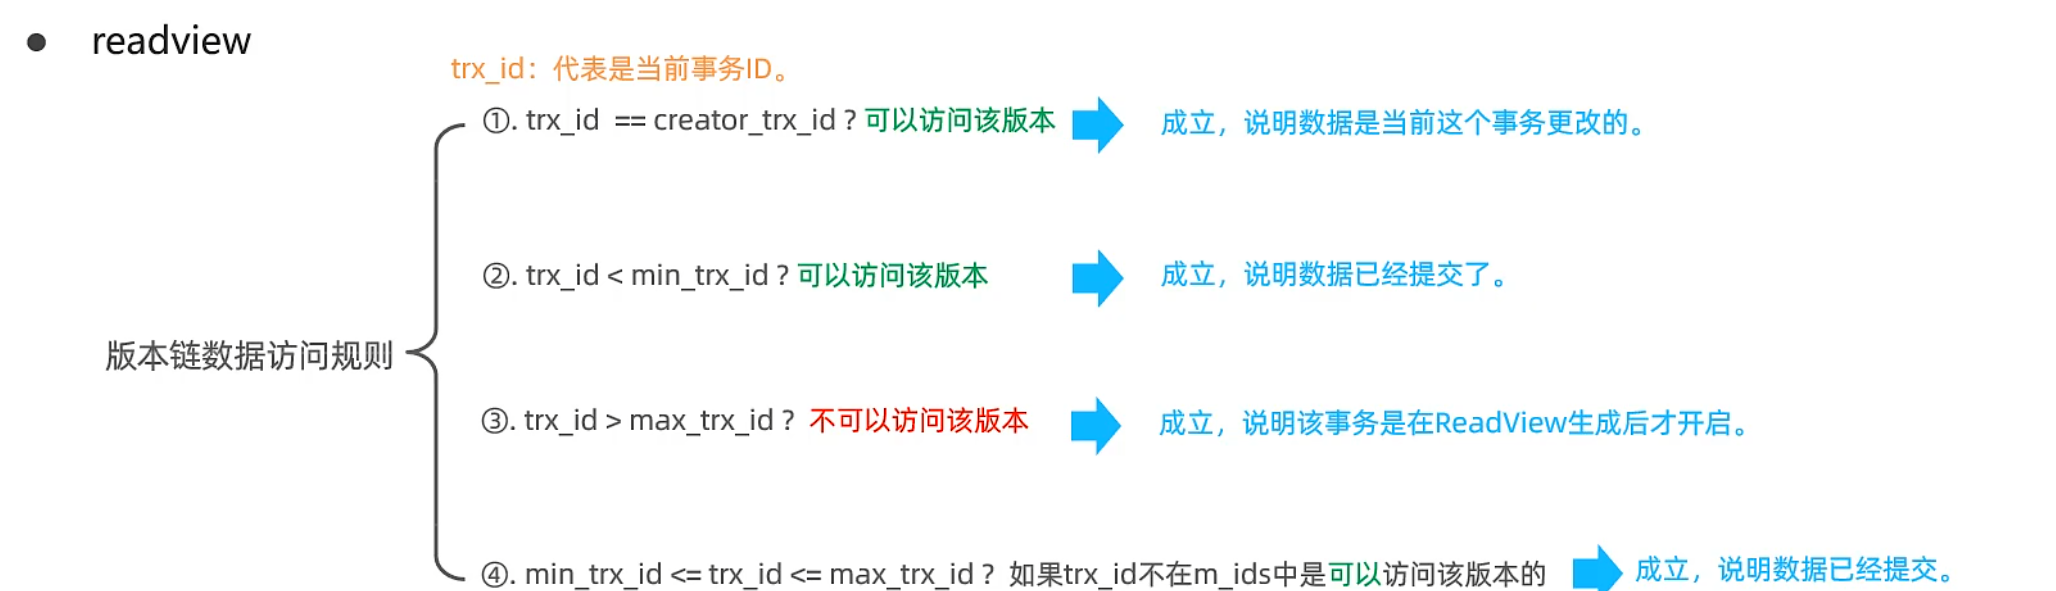 ● readview
trx_id：代表是当前事务ID。
①. trx_id == creator_trx_id ? 可以访问该版本 成立，说明数据是当前这个事务更改的。
②. trx_id < min_trx_id ? 可以访问该版本 成立，说明数据已经提交了。
版本链数据访问规则
③. trx_id > max_trx_id ? 不可以访问该版本 成立，说明该事务是在ReadView生成后才开启。
④. min_trx_id <= trx_id <= max_trx_id ? 如果trx_id不在m_ids中是可以访问该版本的 成立，说明数据已经提交。